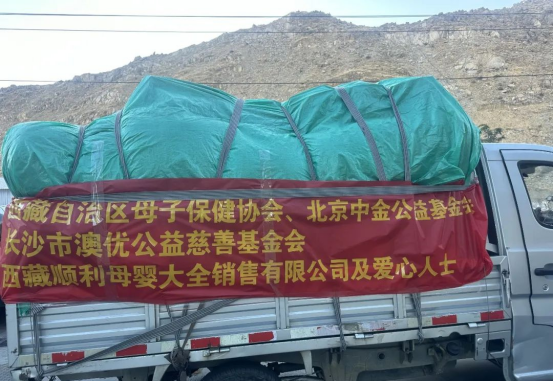 西藏自治区母子保健协会、北京中金公益基金会
长沙市澳优公益慈善基金会
西藏顺利母婴大全销售有限公司及爱心人士